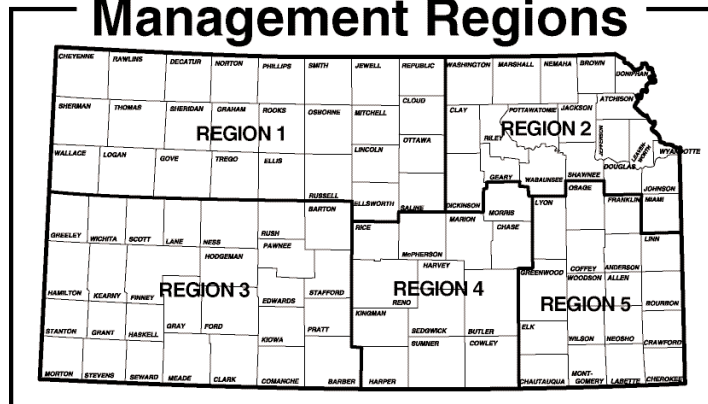 Management Regions
CHEYENNE RAWLINS DECATUR NORTON PHILLIPS SMITH JEWELL REPUBLIC WASHINGTON MARSHALL NEMAHA BROWN DONIPHAN
SHERMAN THOMAS SHERIDAN GRAHAM ROOKS OSBORNE MITCHELL CLOUD CLAY POTTAWATOMIE JACKSON ATCHISON
REGION 1 OTTAWA RILEY REGION 2 JEFFERSON LEAVEN-WORTH WYANDOTTE
WALLACE LOGAN GOVE TREGO ELLIS LINCOLN GEARY WABAUNSEE SHAWNEE DOUGLAS
RUSSELL ELLSWORTH SALINE DICKINSON MORRIS OSAGE JOHNSON
BARTON RICE MARION CHASE LYON FRANKLIN MIAMI
GREELEY WICHITA SCOTT LANE NESS RUSH
PAWNEE
HODGEMAN McPHERSON LINN
HARVEY GREENWOOD COFFEY ANDERSON
WOODSON ALLEN
HAMILTON KEARNY FINNEY REGION 3 EDWARDS STAFFORD REGION 4 REGION 5
RENO BOURBON
STANTON GRANT HASKELL GRAY FORD KIOWA PRATT KINGMAN SEDGWICK BUTLER ELK WILSON NEOSHO CRAWFORD
SUMNER COWLEY
MORTON STEVENS SEWARD MEADE CLARK COMANCHE BARBER HARPER CHAUTAUQUA MONT-
GOMERY LABETTE CHEROKEE